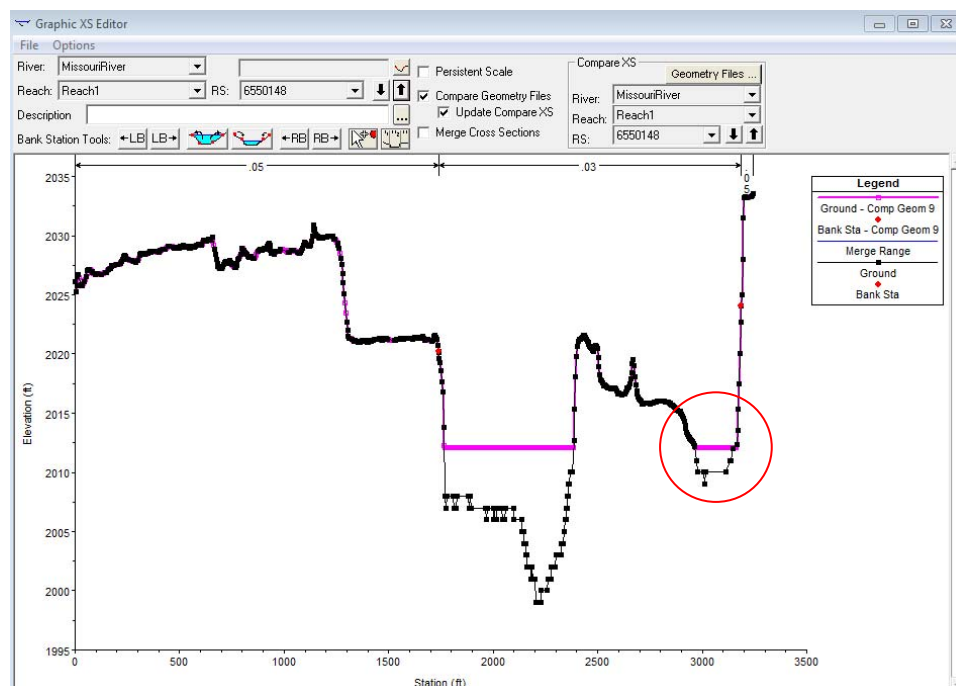 Graphic XS Editor
File Options
River: MissouriRiver
Reach: Reach1 RS: 6550148
Description ...
Bank Station Tools: ←LB LB→ ←RB RB→
Persistent Scale
Compare Geometry Files
Update Compare XS
Merge Cross Sections
Compare XS
Geometry Files ...
River: MissouriRiver
Reach: Reach1
RS: 6550148
.05 .03 .05
Legend
Ground - Comp Geom 9
Bank Sta - Comp Geom 9
Merge Range
Ground
Bank Sta
Elevation (ft)
2035
2030
2025
2020
2015
2010
2005
2000
1995
0 500 1000 1500 2000 2500 3000 3500
Station (ft)